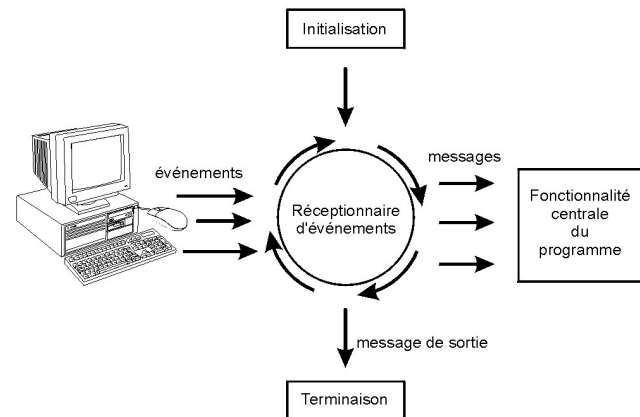 Initialisation
événements
messages
Réceptionnaire
d'événements
Fonctionnalité
centrale
du
programme
message de sortie
Terminaison